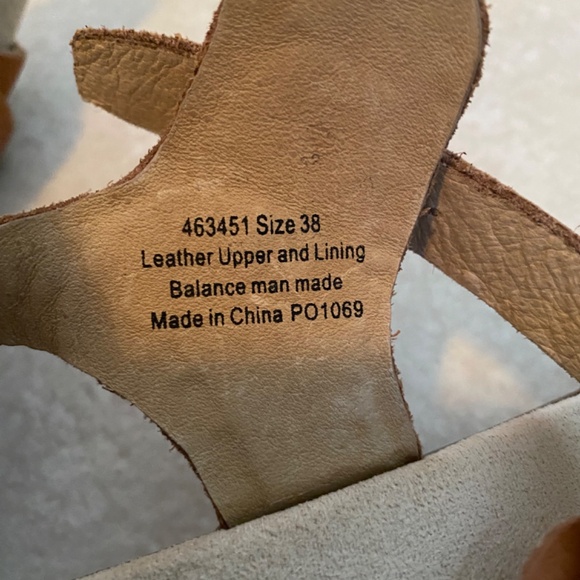 463451 Size 38
Leather Upper and Lining
Balance man made
Made in China PO1069